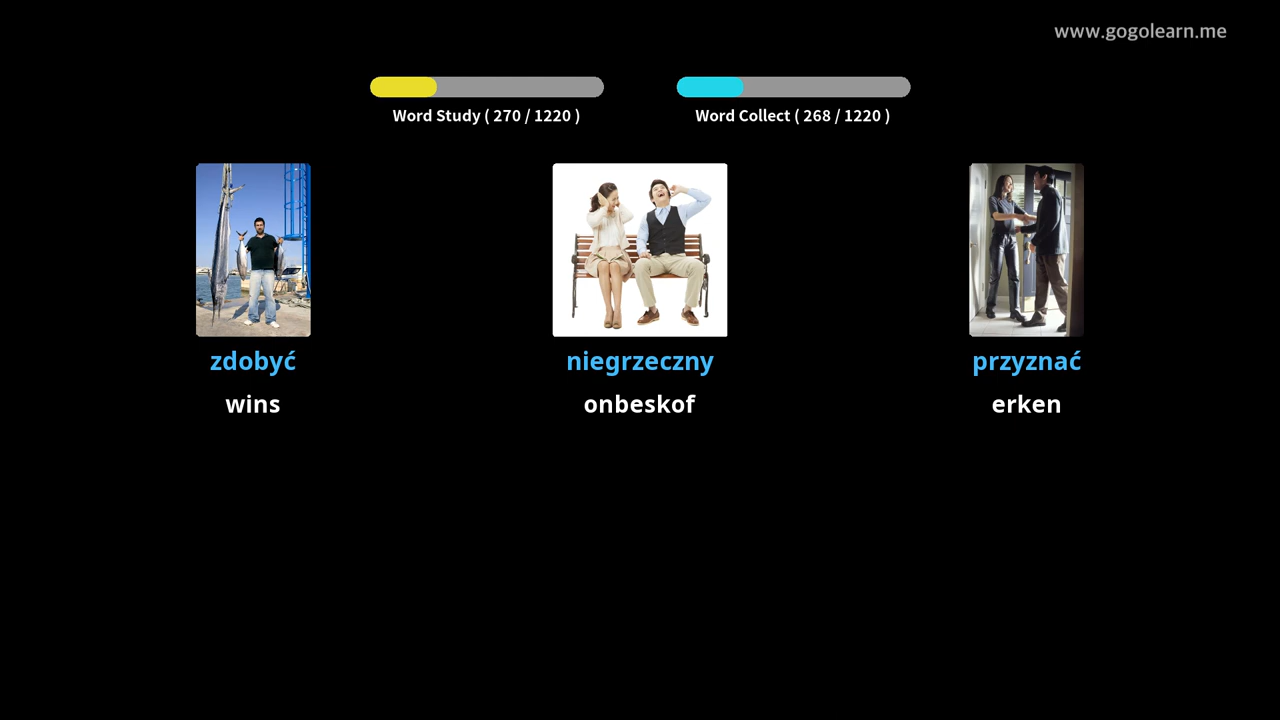 www.gogolearn.me
Word Study ( 270 / 1220 )
Word Collect ( 268 / 1220 )
zdobyć
niegrzeczny
przyznać
wins
onbeskof
erken